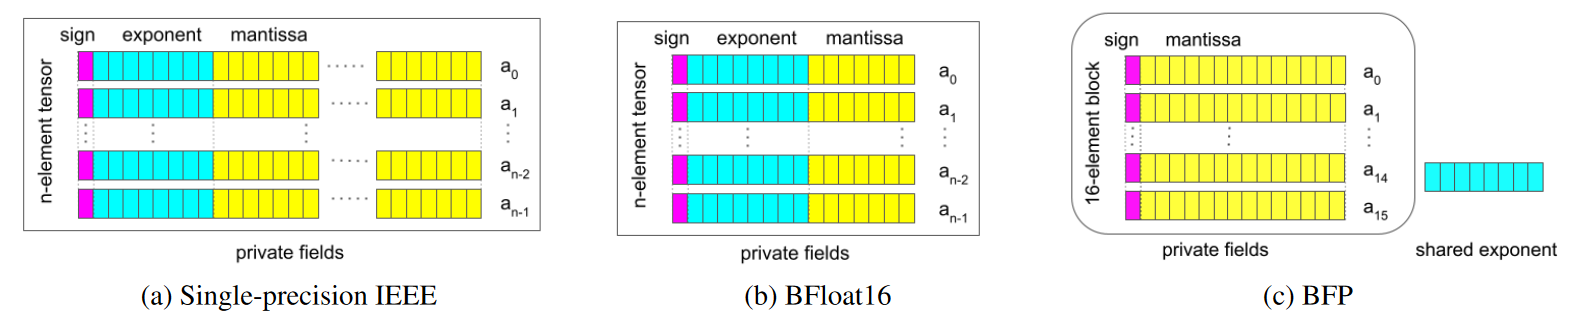 sign exponent mantissa
n-element tensor
a0
a1
an-2
an-1
private fields
(a) Single-precision IEEE
sign exponent mantissa
n-element tensor
a0
a1
an-2
an-1
private fields
(b) BFloat16
sign mantissa
16-element block
a0
a1
a14
a15
private fields
shared exponent
(c) BFP